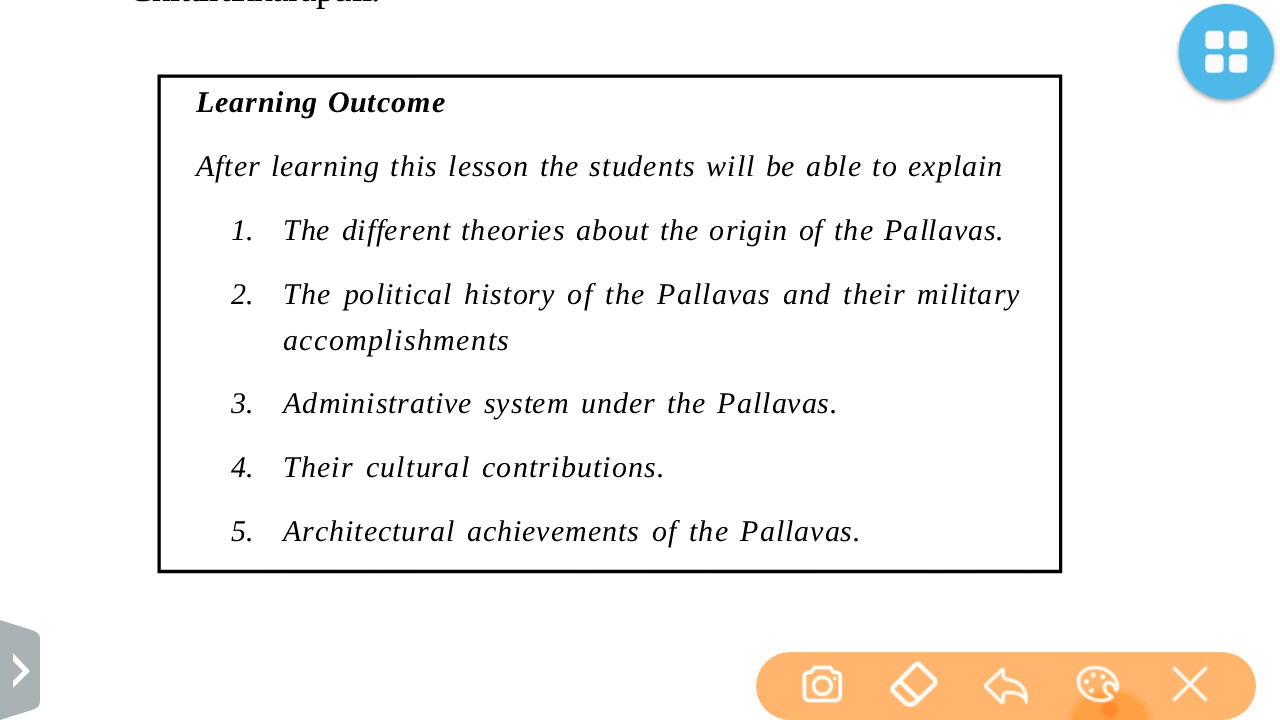 Learning Outcome
After learning this lesson the students will be able to explain
1. The different theories about the origin of the Pallavas.
2. The political history of the Pallavas and their military
accomplishments
3. Administrative system under the Pallavas.
4. Their cultural contributions.
5. Architectural achievements of the Pallavas.